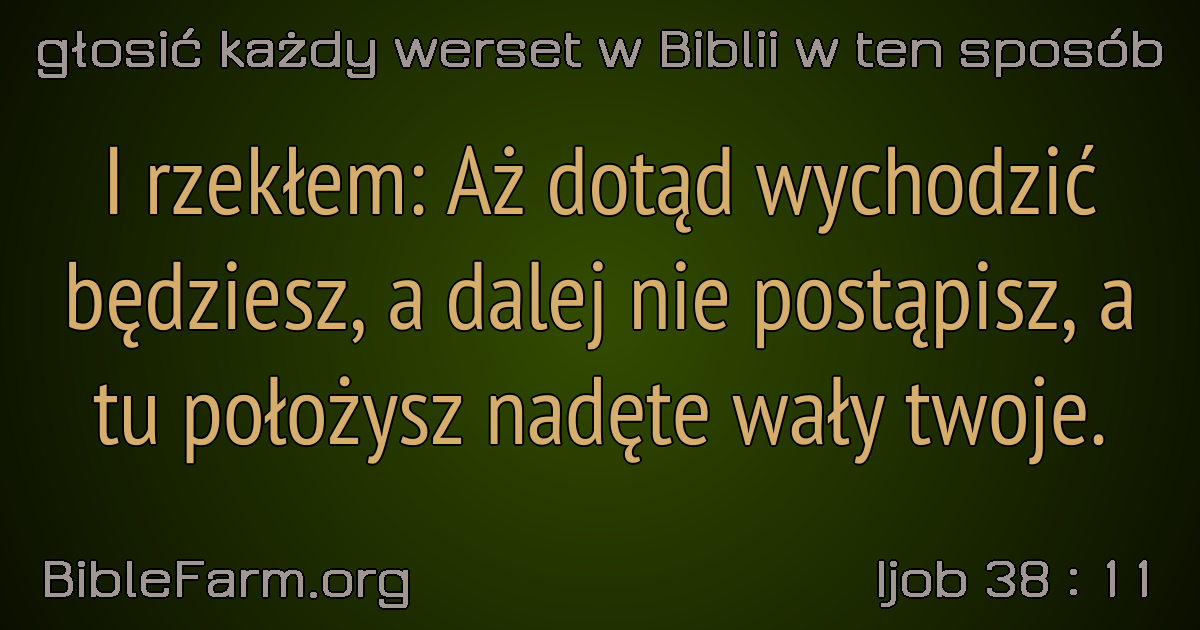 głosić każdy werset w Biblii w ten sposób
I rzekłem: Aż dotąd wychodzić
będziesz, a dalej nie postąpisz, a
tu położysz nadęte wały twoje.
BibleFarm.org
Ijob 38 : 11